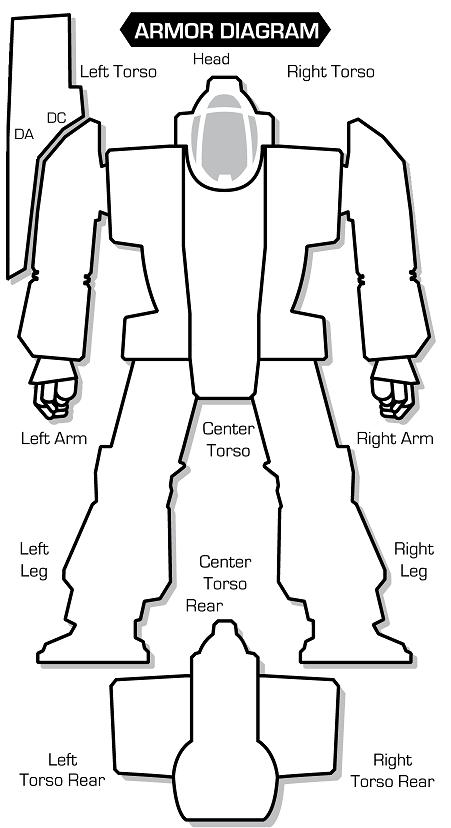 ARMOR DIAGRAM
Head
Left Torso
Right Torso
DC
DA
Left Arm
Center
Torso
Right Arm
Left
Leg
Center
Torso
Rear
Right
Leg
Left
Torso Rear
Right
Torso Rear